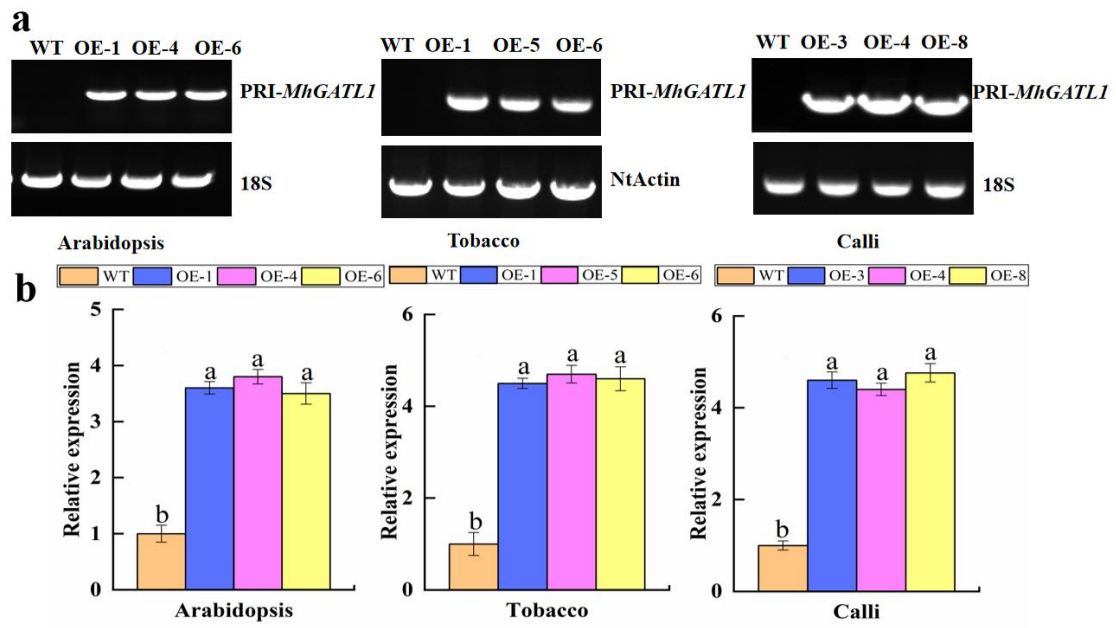 a
WT OE-1 OE-4 OE-6
PRI-MhGATL1
18S
Arabidopsis
WT OE-1 OE-5 OE-6
PRI-MhGATL1
NtActin
Tobacco
WT OE-3 OE-4 OE-8
PRI-MhGATL1
18S
Calli
b
WT OE-1 OE-4 OE-6
5
4
3
2
1
0
Relative expression
b
a
a
a
Arabidopsis
WT OE-1 OE-5 OE-6
6
4
2
0
Relative expression
b
a
a
a
Tobacco
WT OE-3 OE-4 OE-8
6
4
2
0
Relative expression
b
a
a
a
Calli